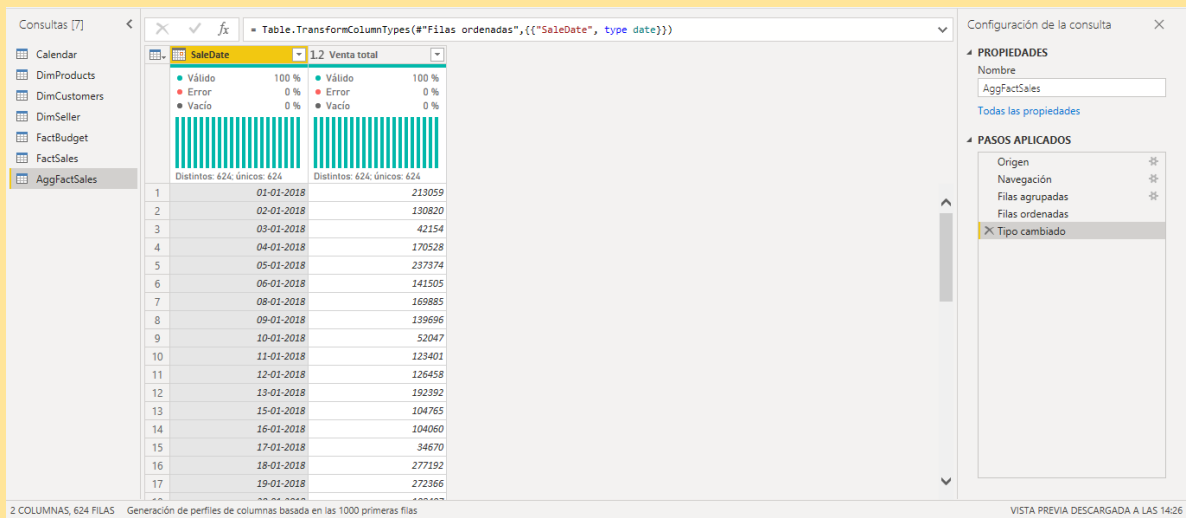 Consultas [7]
Calendar
DimProducts
DimCustomers
DimSeller
FactBudget
FactSales
AggFactSales
fx = Table.TransformColumnTypes(#"Filas ordenadas",{{"SaleDate", type date}})
SaleDate 1.2 Venta total
Válido 100 % Válido 100 %
Error 0 % Error 0 %
Vacío 0 % Vacío 0 %
Distintos: 624; únicos: 624 Distintos: 624; únicos: 624
1 01-01-2018 213059
2 02-01-2018 130820
3 03-01-2018 42154
4 04-01-2018 170528
5 05-01-2018 237374
6 06-01-2018 141505
7 08-01-2018 169885
8 09-01-2018 139696
9 10-01-2018 52047
10 11-01-2018 123401
11 12-01-2018 126458
12 13-01-2018 192392
13 15-01-2018 104765
14 16-01-2018 104060
15 17-01-2018 34670
16 18-01-2018 277192
17 19-01-2018 272366
Configuración de la consulta
PROPIEDADES
Nombre
AggFactSales
Todas las propiedades
PASOS APLICADOS
Origen
Navegación
Filas agrupadas
Filas ordenadas
Tipo cambiado
2 COLUMNAS, 624 FILAS Generación de perfiles de columnas basada en las 1000 primeras filas
VISTA PREVIA DESCARGADA A LAS 14:26